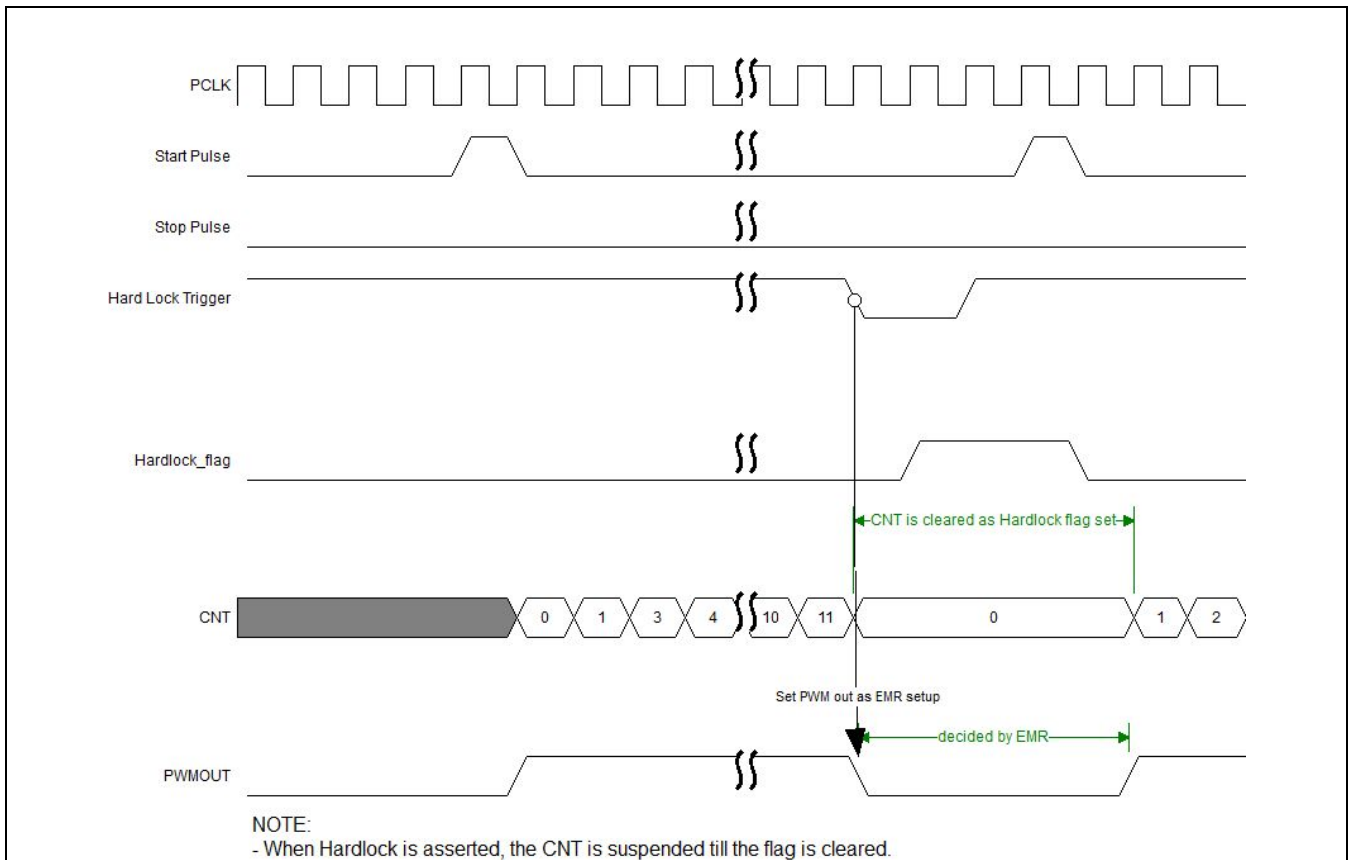 PCLK
Start Pulse
Stop Pulse
Hard Lock Trigger
Hardlock_flag
CNT is cleared as Hardlock flag set
CNT 0 1 3 4 10 11 0 1 2
Set PWM out as EMR setup
decided by EMR
PWMOUT
NOTE:
- When Hardlock is asserted, the CNT is suspended till the flag is cleared.